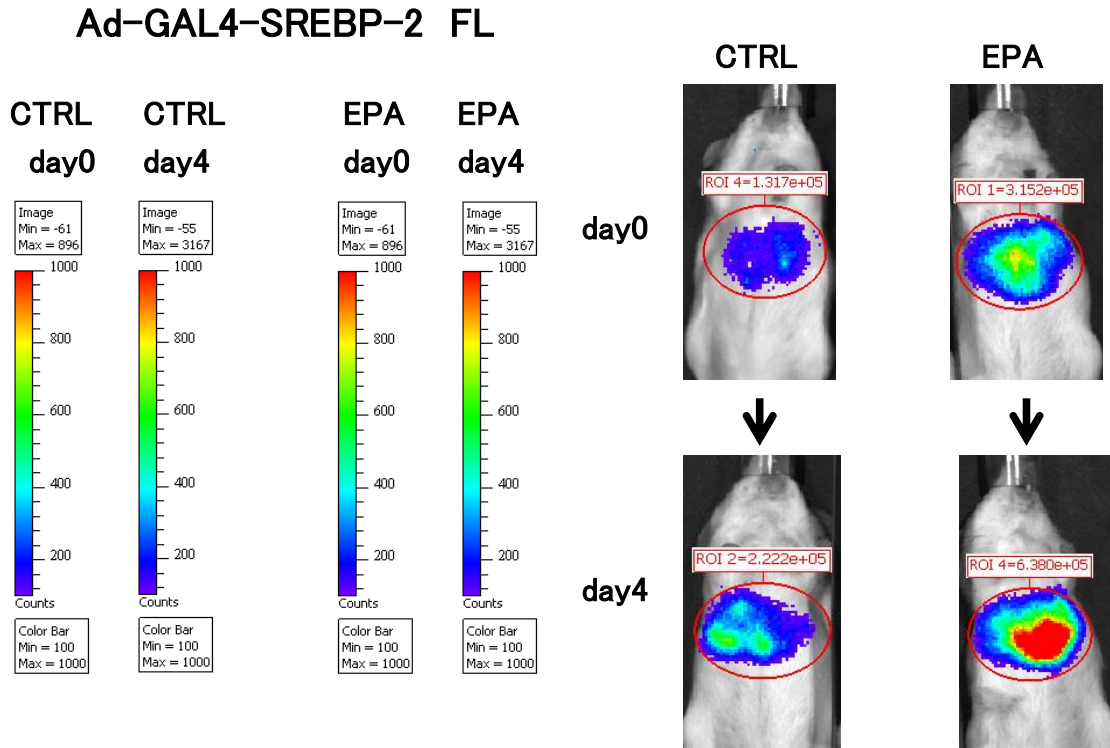 Ad-GAL4-SREBP-2 FL
CTRL
day0
Image
Min = -61
Max = 896
1000
800
600
400
200
Counts
Color Bar
Min = 100
Max = 1000
CTRL
day4
Image
Min = -55
Max = 3167
1000
800
600
400
200
Counts
Color Bar
Min = 100
Max = 1000
EPA
day0
Image
Min = -61
Max = 896
1000
800
600
400
200
Counts
Color Bar
Min = 100
Max = 1000
EPA
day4
Image
Min = -55
Max = 3167
1000
800
600
400
200
Counts
Color Bar
Min = 100
Max = 1000
CTRL
EPA
day0
ROI 4=1.317e+05
ROI 1=3.152e+05
day4
ROI 2=2.222e+05
ROI 4=6.380e+05